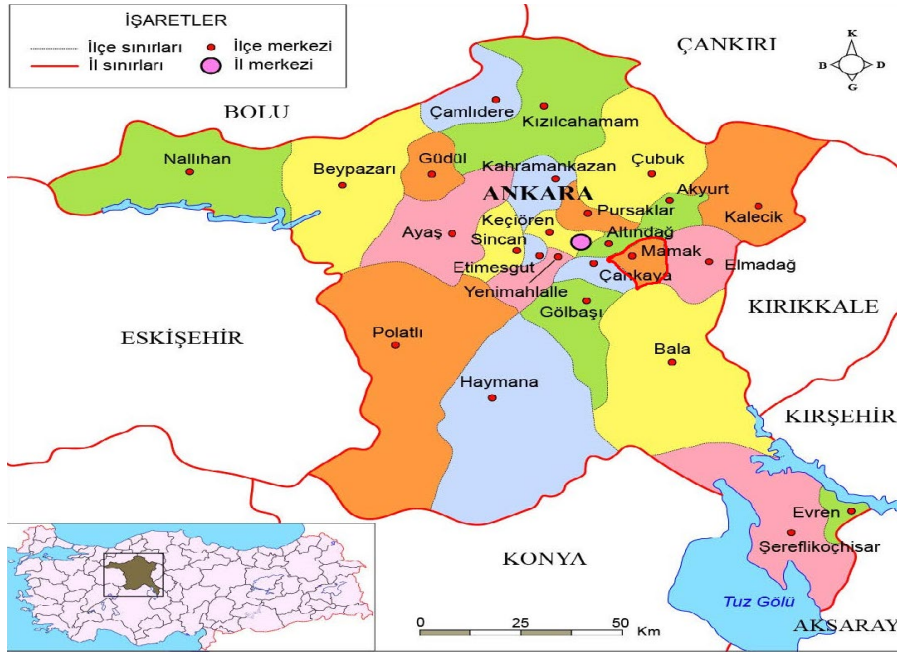 İŞARETLER
İlçe sınırları
İlçe merkezi
İl sınırları
İl merkezi
ÇANKIRI
K
B
D
G
BOLU
Çamlıdere
Kızılcahamam
Nallıhan
Beypazarı
Güdül
Kahramankazan
Çubuk
ANKARA
Akyurt
Pursaklar
Kalecik
Keçiören
Ayaş
Sincan
Altındağ
Mamak
Etimesgut
Çankaya
Elmadağ
Yenimahlalle
Gölbaşı
KIRIKKALE
ESKİŞEHİR
Polatlı
Bala
Haymana
KIRŞEHİR
Evren
Şereflikoçhisar
KONYA
Tuz Gölü
0
25
50
Km
AKSARAY